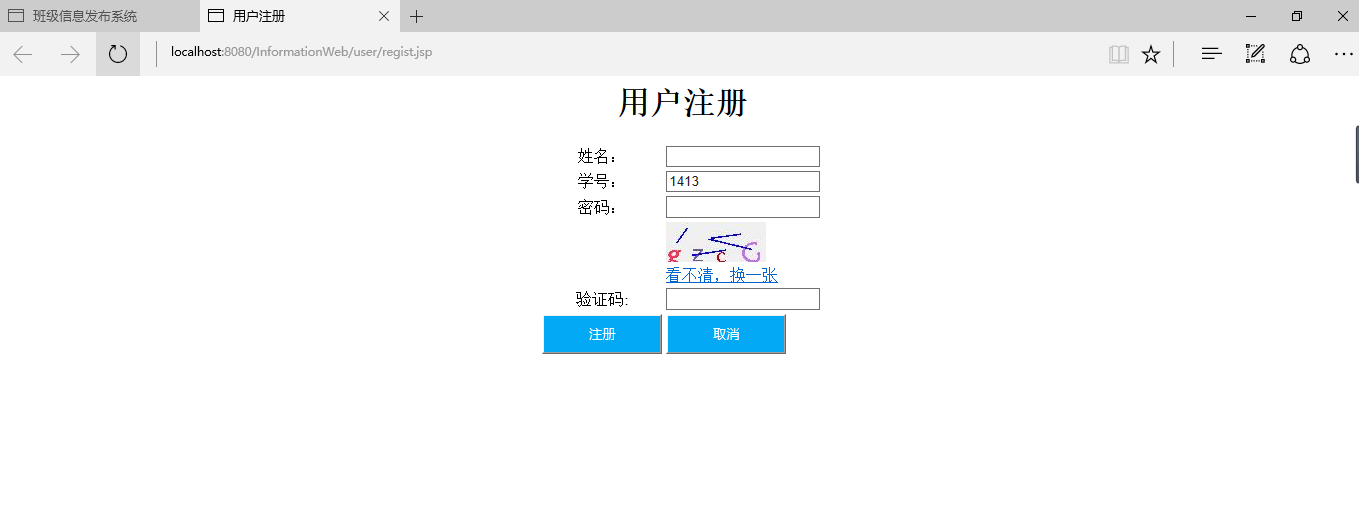 班级信息发布系统
用户注册
localhost:8080/InformationWeb/user/regist.jsp
用户注册
姓名：
学号： 1413
密码：
看不清，换一张
验证码:
注册 取消